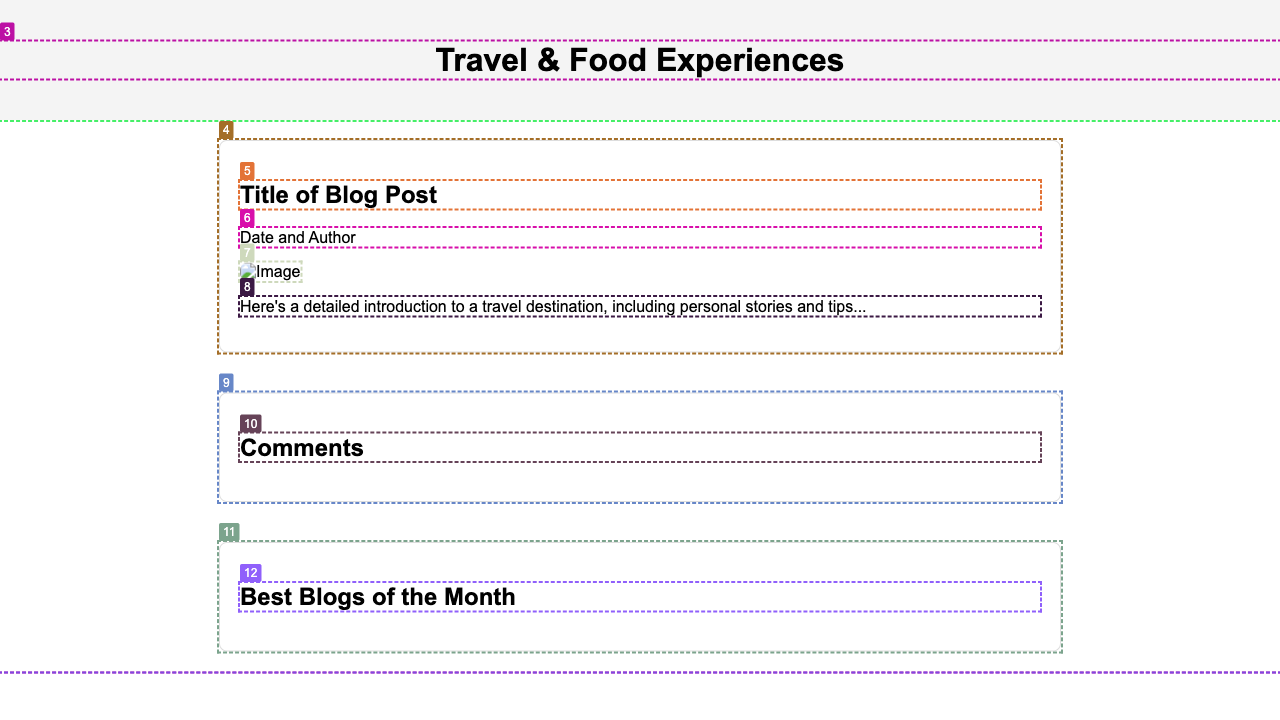 3
Travel & Food Experiences
4
5
Title of Blog Post
6
Date and Author
7
Image
8
Here's a detailed introduction to a travel destination, including personal stories and tips...
9
10
Comments
11
12
Best Blogs of the Month